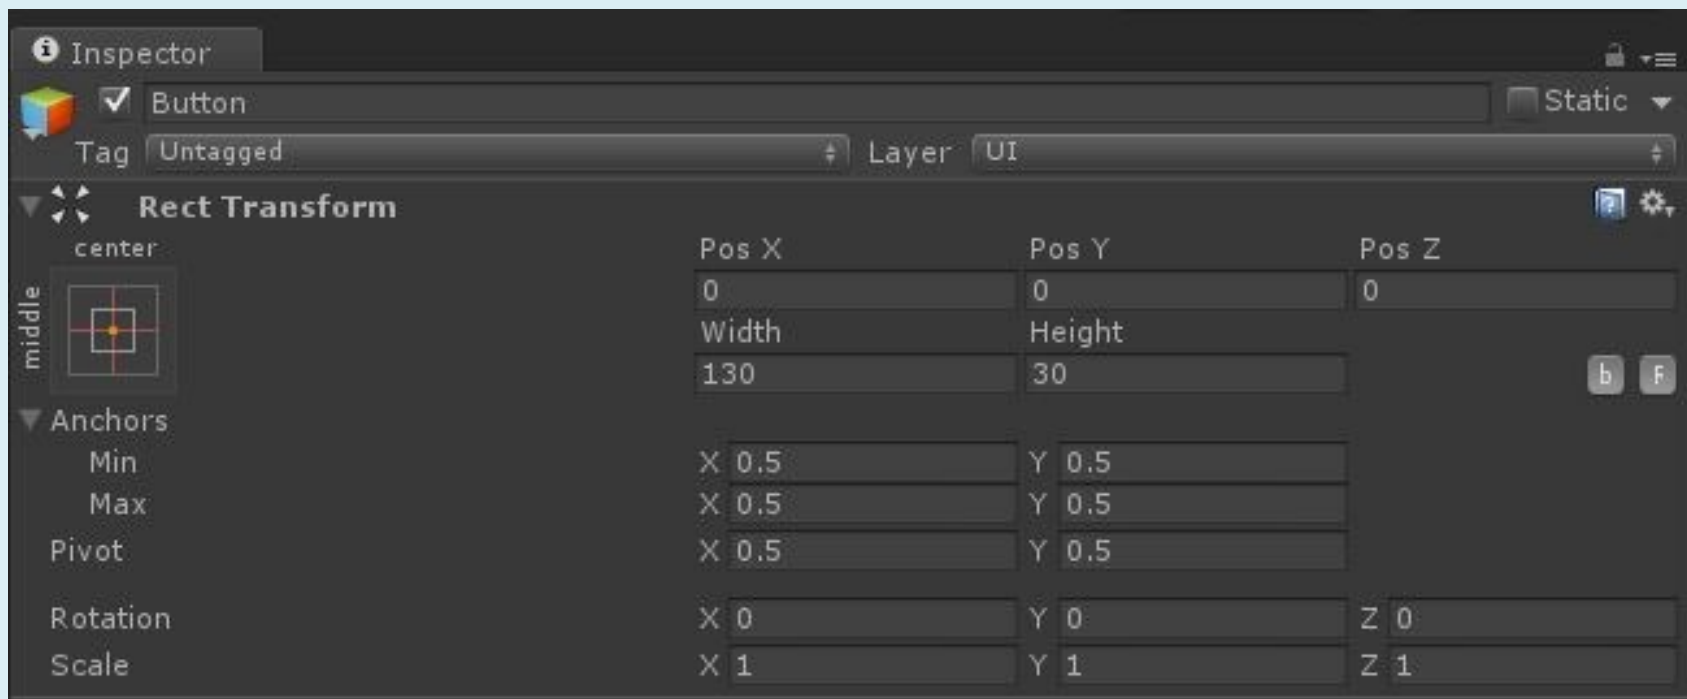 Inspector
Button Static
Tag Untagged Layer UI
Rect Transform
center Pos X Pos Y Pos Z
middle 0 0 0
Width Height
130 30 b R
Anchors
Min X 0.5 Y 0.5
Max X 0.5 Y 0.5
Pivot X 0.5 Y 0.5
Rotation X 0 Y 0 Z 0
Scale X 1 Y 1 Z 1